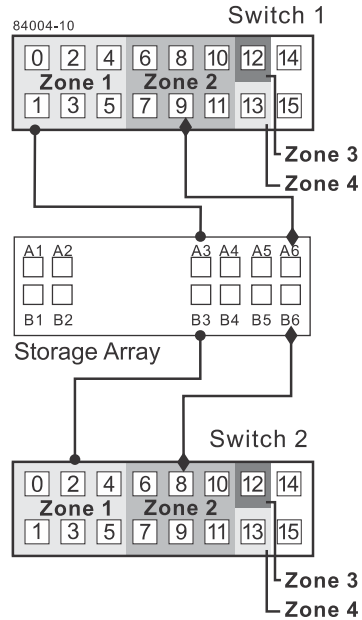 Switch 1
84004-10
0 2 4 6 8 10 12 14
Zone 1 Zone 2
1 3 5 7 9 11 13 15
Zone 3
Zone 4
A1 A2 A3 A4 A5 A6
B1 B2 B3 B4 B5 B6
Storage Array
Switch 2
0 2 4 6 8 10 12 14
Zone 1 Zone 2
1 3 5 7 9 11 13 15
Zone 3
Zone 4